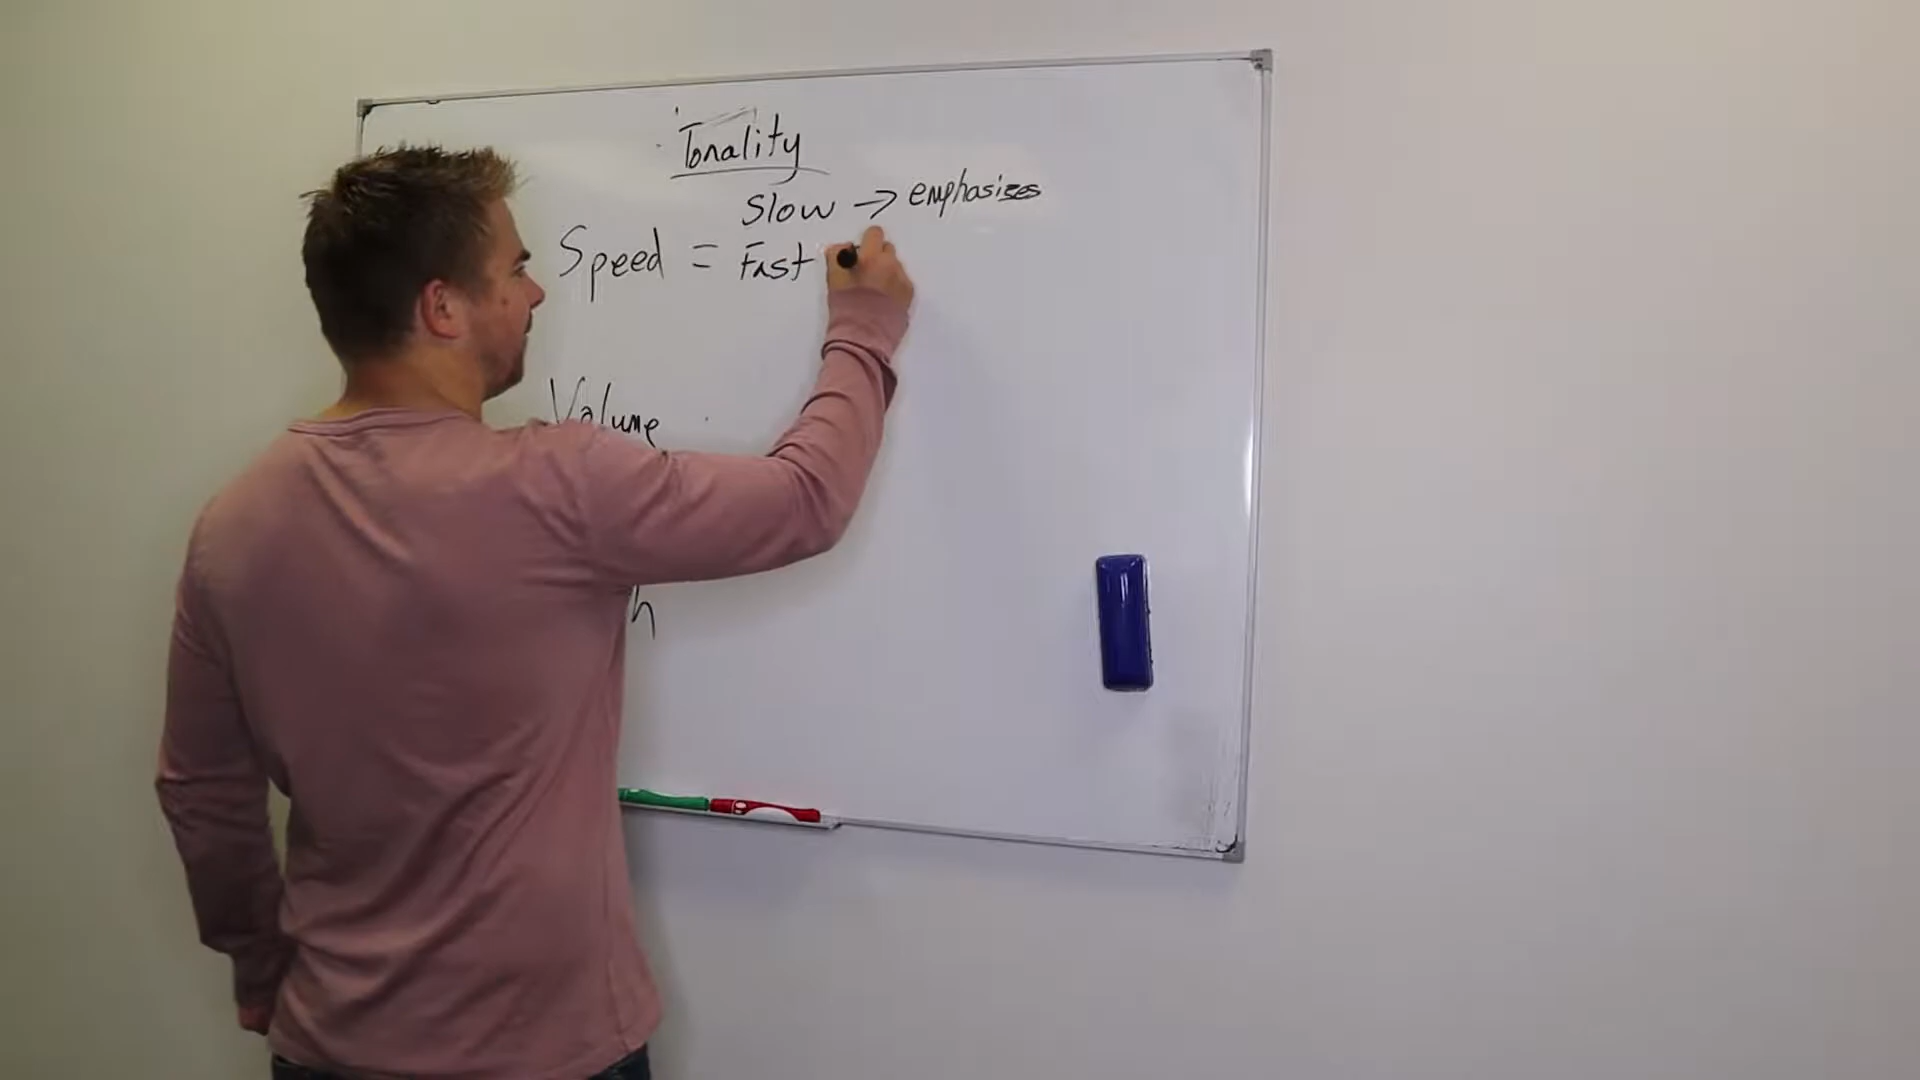 Tonality
Slow → emphasizes
Speed = Fast
Volume
h